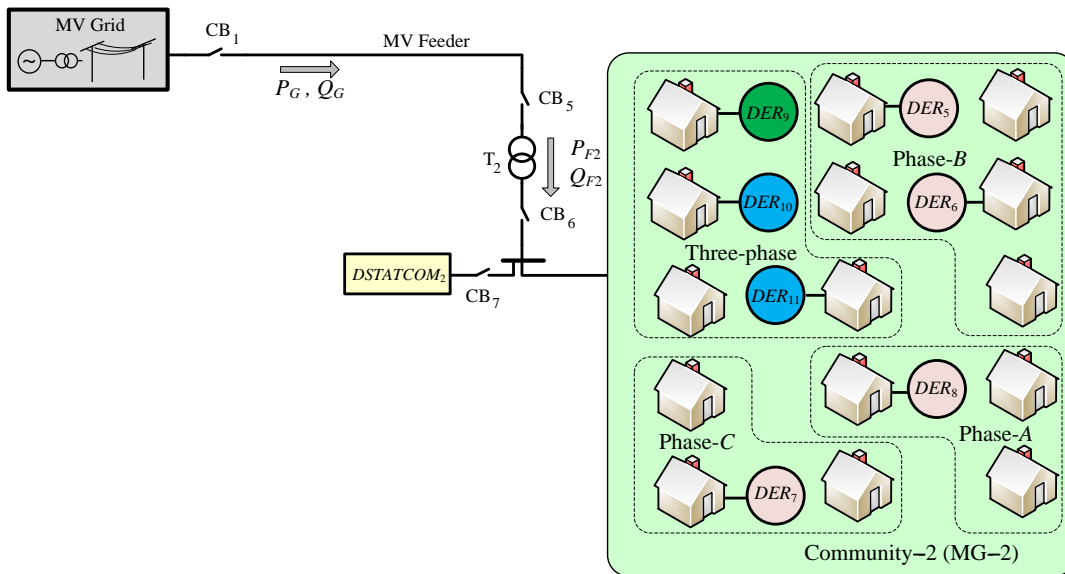 MV Grid
CB1
MV Feeder
PG , QG
CB5
T2
PF2
QF2
CB6
DSTATCOM2
CB7
DER9
DER5
Phase-B
DER10
DER6
Three-phase
DER11
DER8
Phase-C
Phase-A
DER7
Community−2 (MG−2)